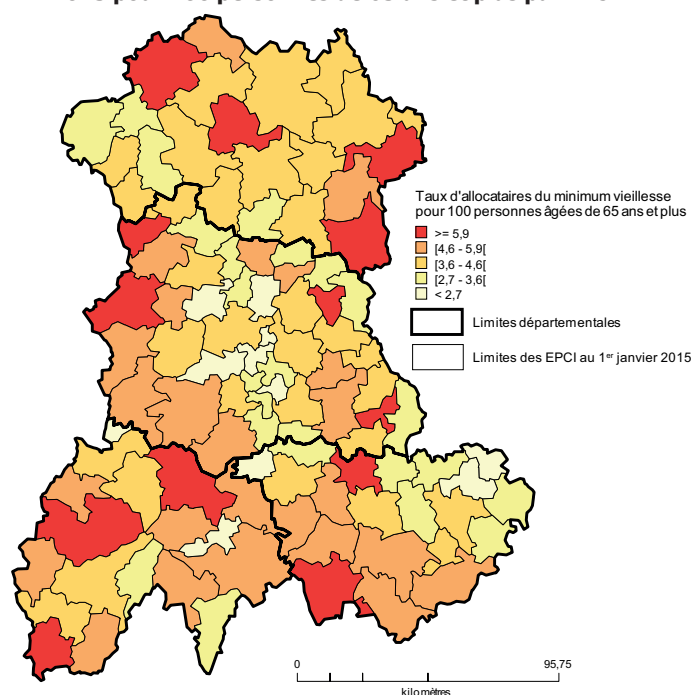 Taux d'allocataires du minimum vieillesse
pour 100 personnes âgées de 65 ans et plus
>= 5,9
[4,6 - 5,9[
[3,6 - 4,6[
[2,7 - 3,6[
< 2,7
Limites départementales
Limites des EPCI au 1er janvier 2015
0 95,75
kilomètres